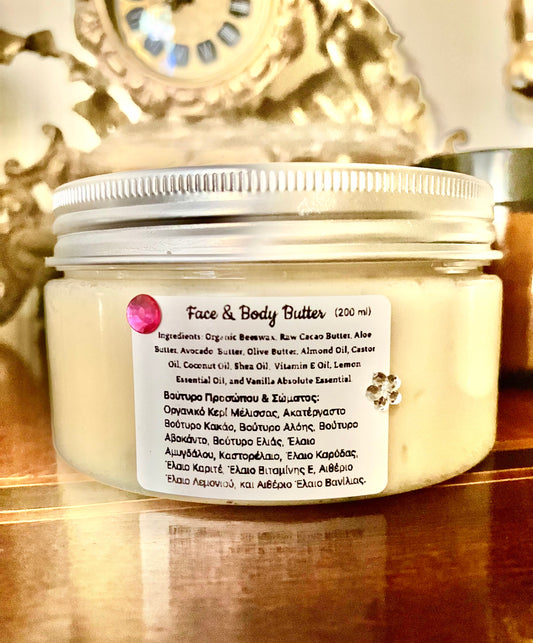 Face & Body Butter (200 ml)
Ingredients: Organic Beeswax, Raw Cacao Butter, Aloe
Butter, Avocado Butter, Olive Butter, Almond Oil, Castor
Oil, Coconut Oil, Shea Oil, Vitamin E Oil, Lemon
Essential Oil, and Vanilla Absolute Essential.
Βούτυρο Προσώπου & Σώματος:
Οργανικό Κερί Μέλισσας, Ακατέργαστο
Βούτυρο Κακάο, Βούτυρο Αλόης, Βούτυρο
Αβοκάντο, Βούτυρο Ελιάς, Έλαιο
Αμυγδάλου, Καστορέλαιο, Έλαιο Καρύδας,
Έλαιο Καριτέ, Έλαιο Βιταμίνης Ε, Αιθέριο
Έλαιο Λεμονιού, και Αιθέριο Έλαιο Βανίλιας.